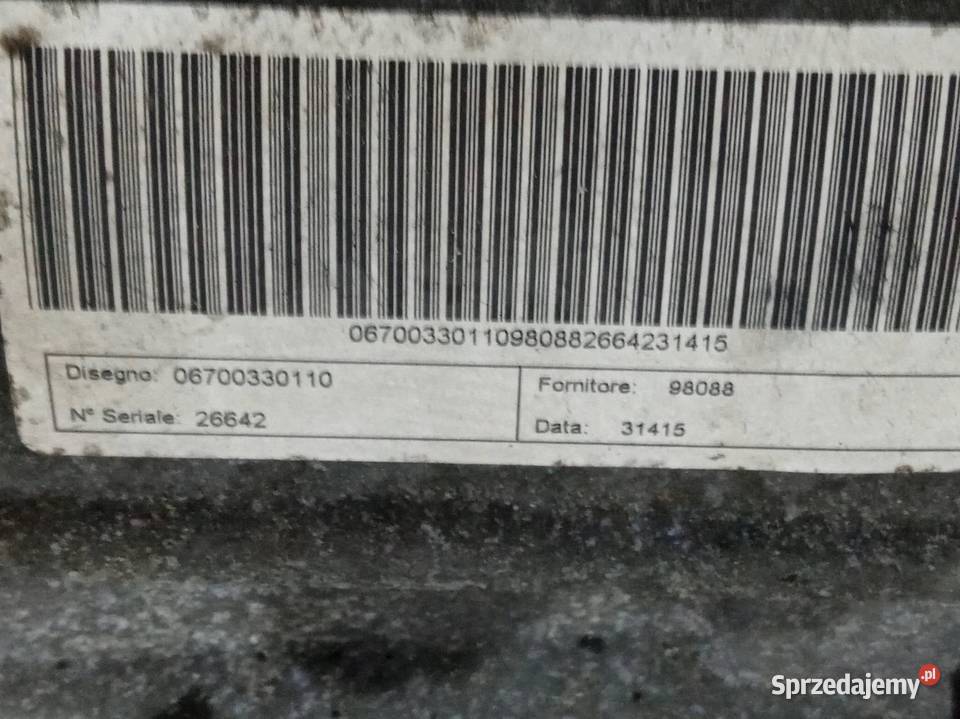 06700330110980882664231415
Disegno: 06700330110
Fornitore: 98088
N° Seriale: 26642
Data: 31415
Sprzedajemy.pl